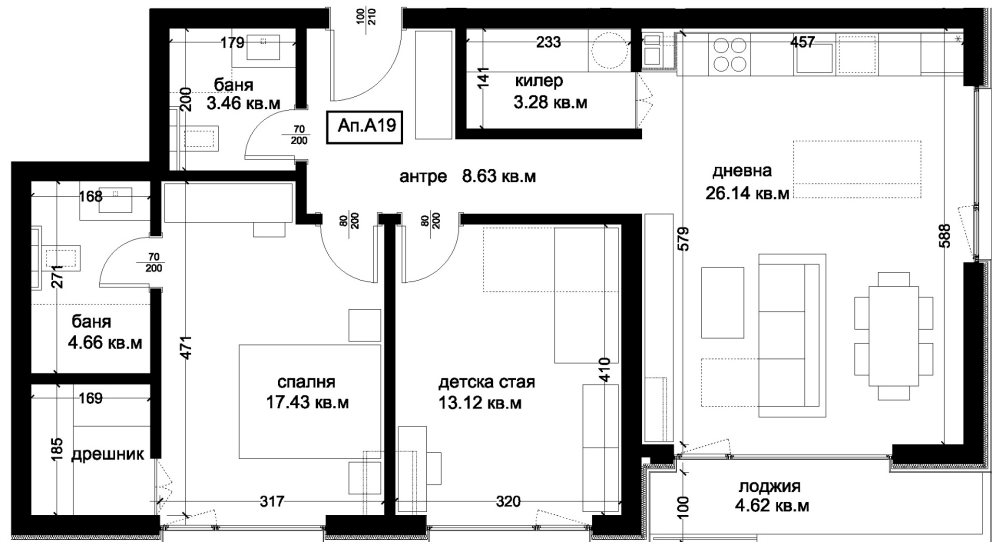 100
210
179
233
457
баня
3.46 кв.м
200
141
килер
3.28 кв.м
70
200
Ап.А19
антре 8.63 кв.м
дневна
26.14 кв.м
168
80
200
80
200
579
588
271
70
200
баня
4.66 кв.м
471
410
спалня
17.43 кв.м
детска стая
13.12 кв.м
169
185
дрешник
317
320
100
лоджия
4.62 кв.м